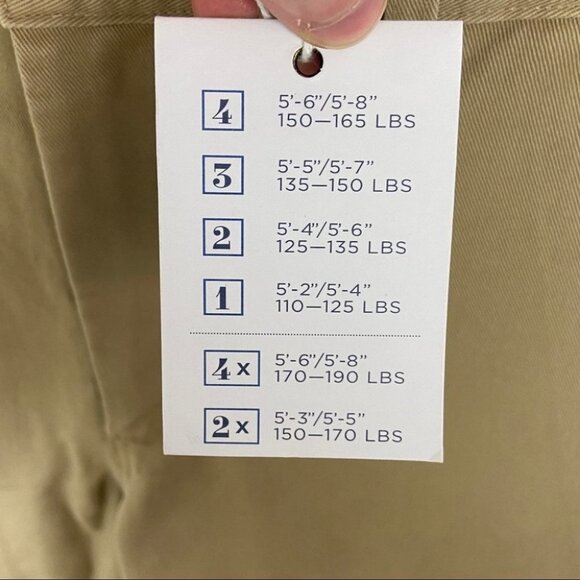 4 5'-6"/5'-8"
150—165 LBS
3 5'-5"/5'-7"
135—150 LBS
2 5'-4"/5'-6"
125—135 LBS
1 5'-2"/5'-4"
110—125 LBS
4x 5'-6"/5'-8"
170—190 LBS
2x 5'-3"/5'-5"
150—170 LBS